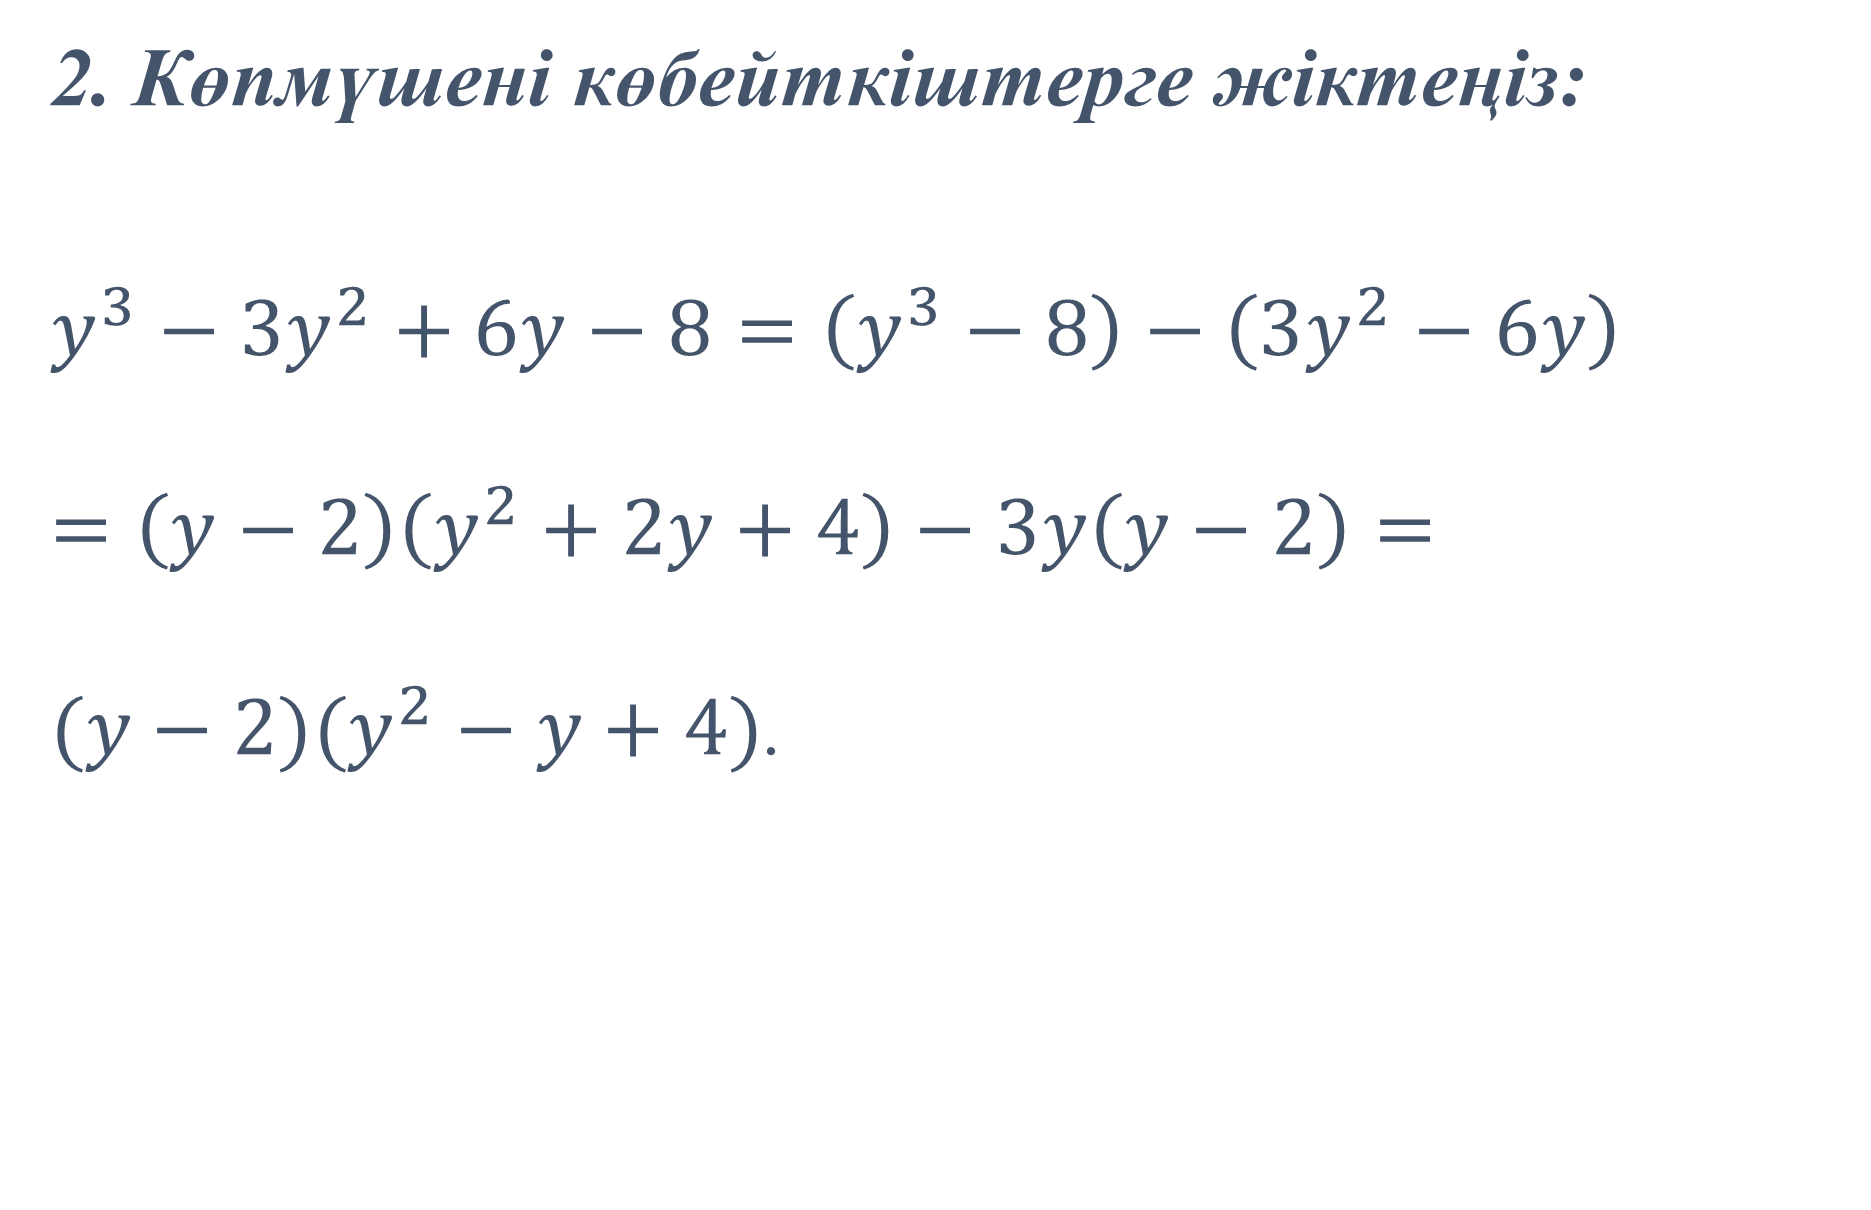 2. Көпмүшені көбейткіштерге жіктеңіз:
y³ − 3y² + 6y − 8 = (y³ − 8) − (3y² − 6y)
= (y − 2)(y² + 2y + 4) − 3y(y − 2) =
(y − 2)(y² − y + 4).